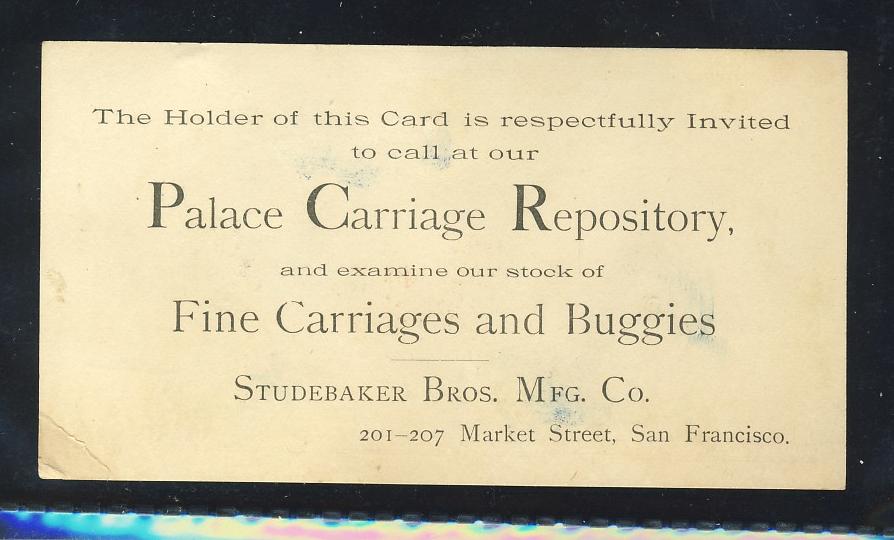 The Holder of this Card is respectfully Invited
to call at our
Palace Carriage Repository,
and examine our stock of
Fine Carriages and Buggies
Studebaker Bros. Mfg. Co.
201–207 Market Street, San Francisco.